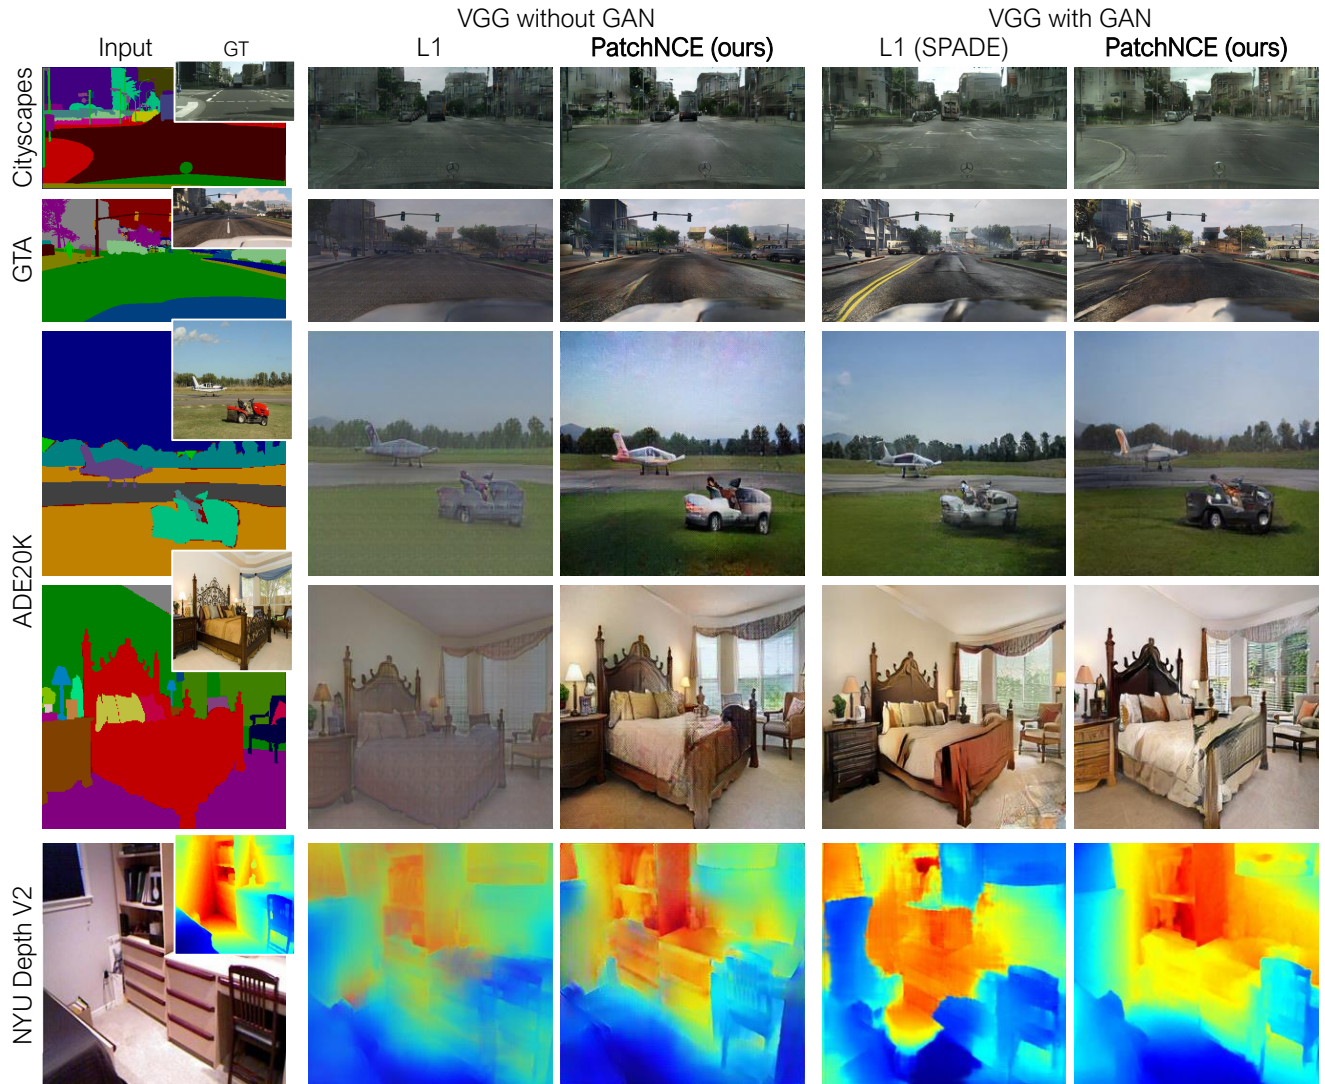 VGG without GAN
VGG with GAN
Input
GT
L1
PatchNCE (ours)
L1 (SPADE)
PatchNCE (ours)
Cityscapes
GTA
ADE20K
NYU Depth V2